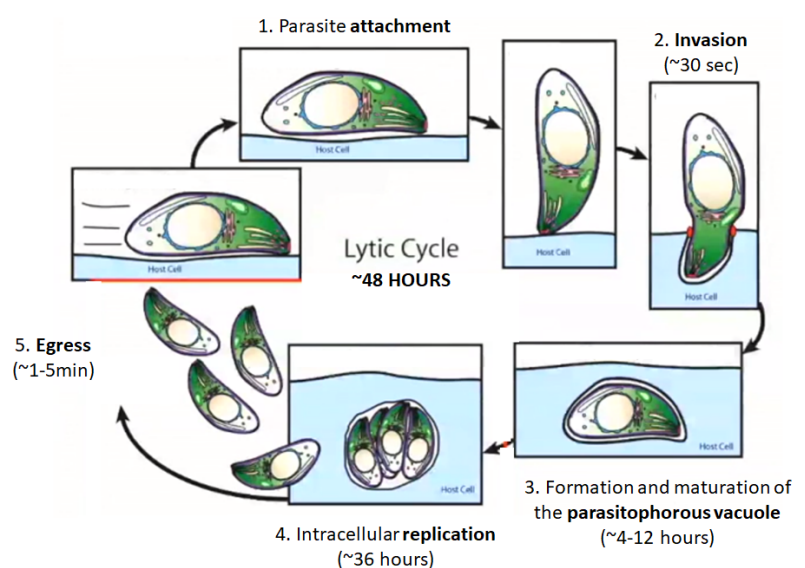 1. Parasite attachment
2. Invasion
(~30 sec)
Host Cell
Host Cell
Host Cell
Host Cell
Lytic Cycle
~48 HOURS
5. Egress
(~1-5min)
Host Cell
Host Cell
3. Formation and maturation of
the parasitophorous vacuole
(~4-12 hours)
4. Intracellular replication
(~36 hours)